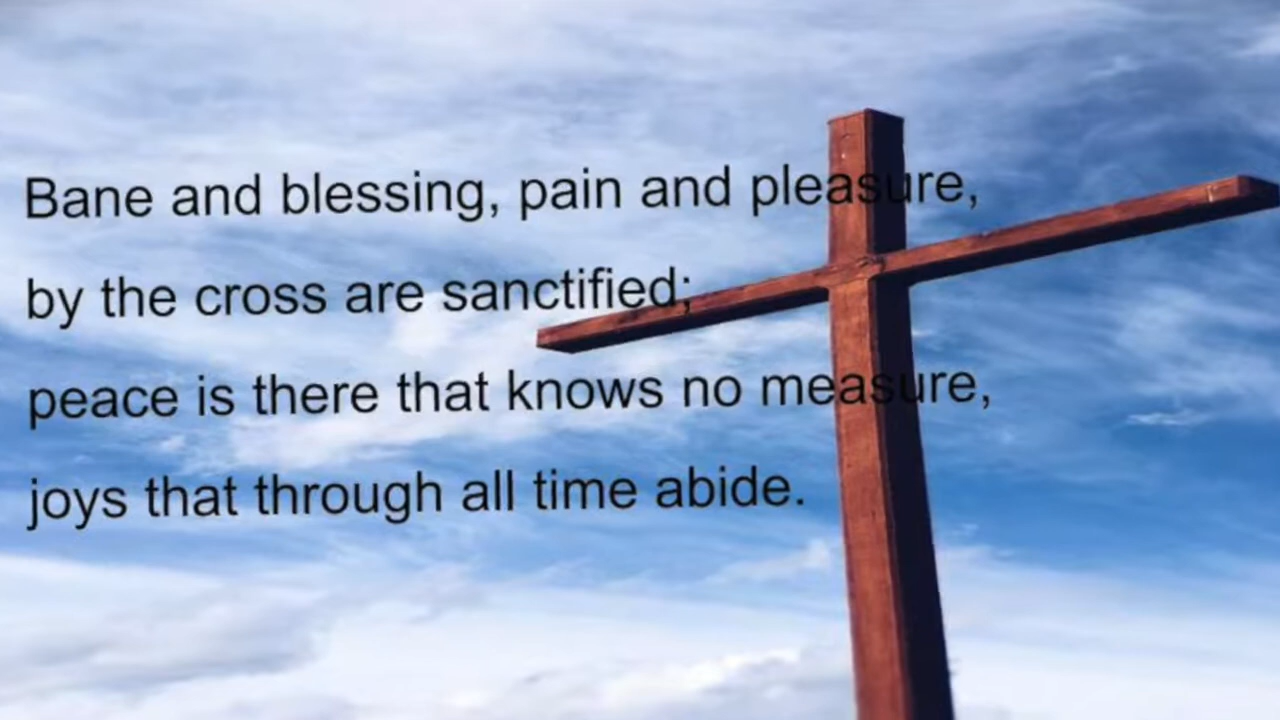 Bane and blessing, pain and pleasure,
by the cross are sanctified;
peace is there that knows no measure,
joys that through all time abide.